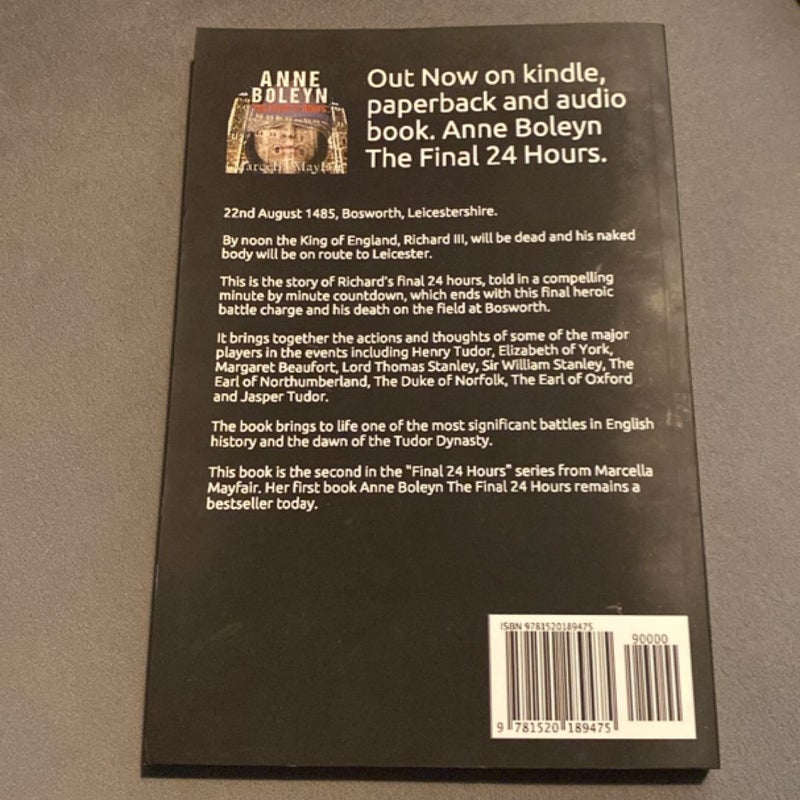 ANNE
BOLEYN
Out Now on kindle,
paperback and audio
book. Anne Boleyn
The Final 24 Hours.
22nd August 1485, Bosworth, Leicestershire.
By noon the King of England, Richard III, will be dead and his naked
body will be on route to Leicester.
This is the story of Richard's final 24 hours, told in a compelling
minute by minute countdown, which ends with this final heroic
battle charge and his death on the field at Bosworth.
It brings together the actions and thoughts of some of the major
players in the events including Henry Tudor, Elizabeth of York,
Margaret Beaufort, Lord Thomas Stanley, Sir William Stanley, The
Earl of Northumberland, The Duke of Norfolk, The Earl of Oxford
and Jasper Tudor.
The book brings to life one of the most significant battles in English
history and the dawn of the Tudor Dynasty.
This book is the second in the "Final 24 Hours" series from Marcella
Mayfair. Her first book Anne Boleyn The Final 24 Hours remains a
bestseller today.
ISBN 9781520189475
90000
9 781520 189475